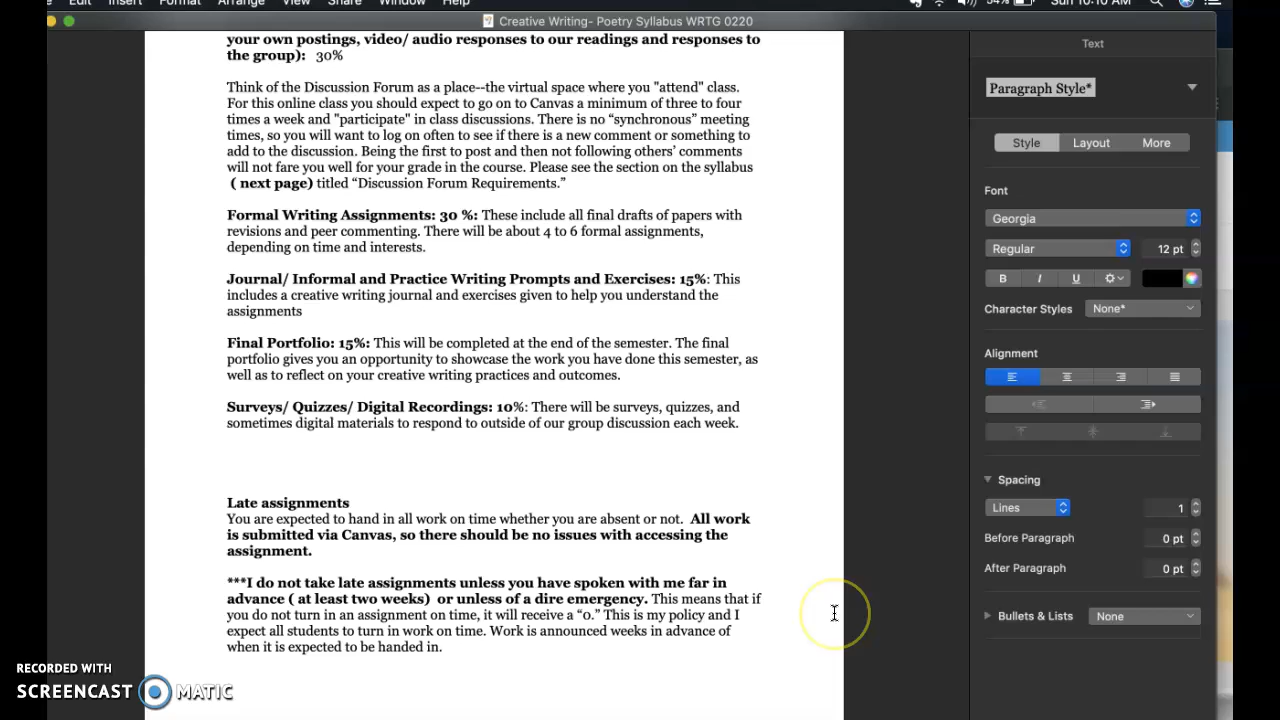 Edit Insert Format Arrange View Share Window Help 54% Sun 10:10 AM
Creative Writing- Poetry Syllabus WRTG 0220
your own postings, video/ audio responses to our readings and responses to
the group): 30%
Think of the Discussion Forum as a place--the virtual space where you "attend" class.
For this online class you should expect to go on to Canvas a minimum of three to four
times a week and "participate" in class discussions. There is no “synchronous” meeting
times, so you will want to log on often to see if there is a new comment or something to
add to the discussion. Being the first to post and then not following others’ comments
will not fare you well for your grade in the course. Please see the section on the syllabus
( next page) titled “Discussion Forum Requirements.”
Formal Writing Assignments: 30 %: These include all final drafts of papers with
revisions and peer commenting. There will be about 4 to 6 formal assignments,
depending on time and interests.
Journal/ Informal and Practice Writing Prompts and Exercises: 15%: This
includes a creative writing journal and exercises given to help you understand the
assignments
Final Portfolio: 15%: This will be completed at the end of the semester. The final
portfolio gives you an opportunity to showcase the work you have done this semester, as
well as to reflect on your creative writing practices and outcomes.
Surveys/ Quizzes/ Digital Recordings: 10%: There will be surveys, quizzes, and
sometimes digital materials to respond to outside of our group discussion each week.
Late assignments
You are expected to hand in all work on time whether you are absent or not. All work
is submitted via Canvas, so there should be no issues with accessing the
assignment.
***I do not take late assignments unless you have spoken with me far in
advance ( at least two weeks) or unless of a dire emergency. This means that if
you do not turn in an assignment on time, it will receive a “0.” This is my policy and I
expect all students to turn in work on time. Work is announced weeks in advance of
when it is expected to be handed in.
Text
Paragraph Style*
Style Layout More
Font
Georgia
Regular 12 pt
B I U
Character Styles None*
Alignment
Spacing
Lines 1
Before Paragraph 0 pt
After Paragraph 0 pt
Bullets & Lists None
RECORDED WITH
SCREENCAST MATIC